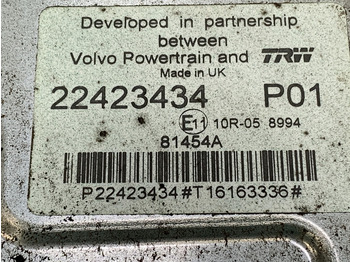 Developed in partnership
between
Volvo Powertrain and TRW
Made in UK
22423434 P01
E11 10R-05 8994
81454A
P22423434#T16163336#